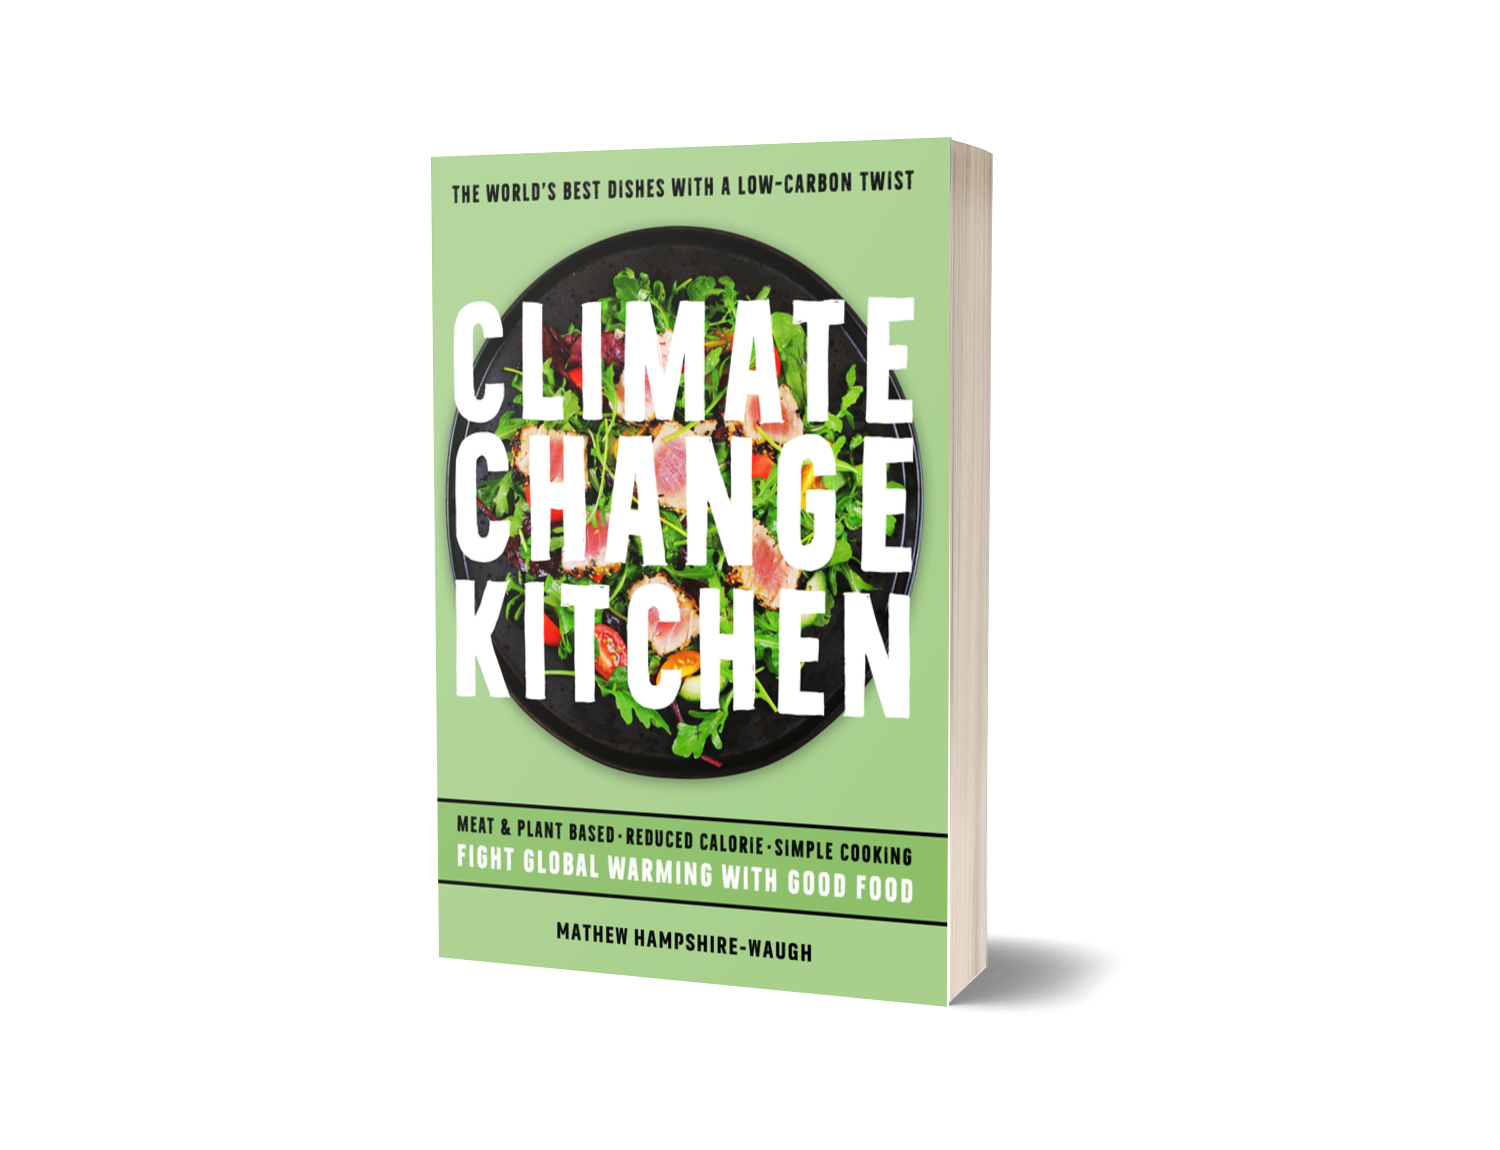 THE WORLD'S BEST DISHES WITH A LOW-CARBON TWIST
CLIMATE
CHANGE
KITCHEN
MEAT & PLANT BASED · REDUCED CALORIE · SIMPLE COOKING
FIGHT GLOBAL WARMING WITH GOOD FOOD
MATHEW HAMPSHIRE-WAUGH